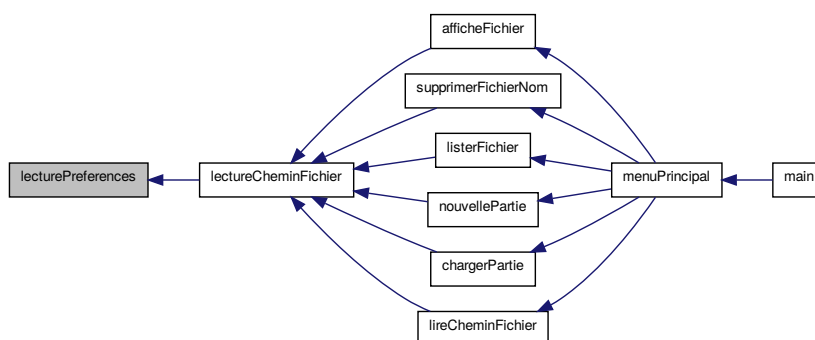 afficheFichier
supprimerFichierNom
listerFichier
lecturePreferences
lectureCheminFichier
menuPrincipal
main
nouvellePartie
chargerPartie
lireCheminFichier